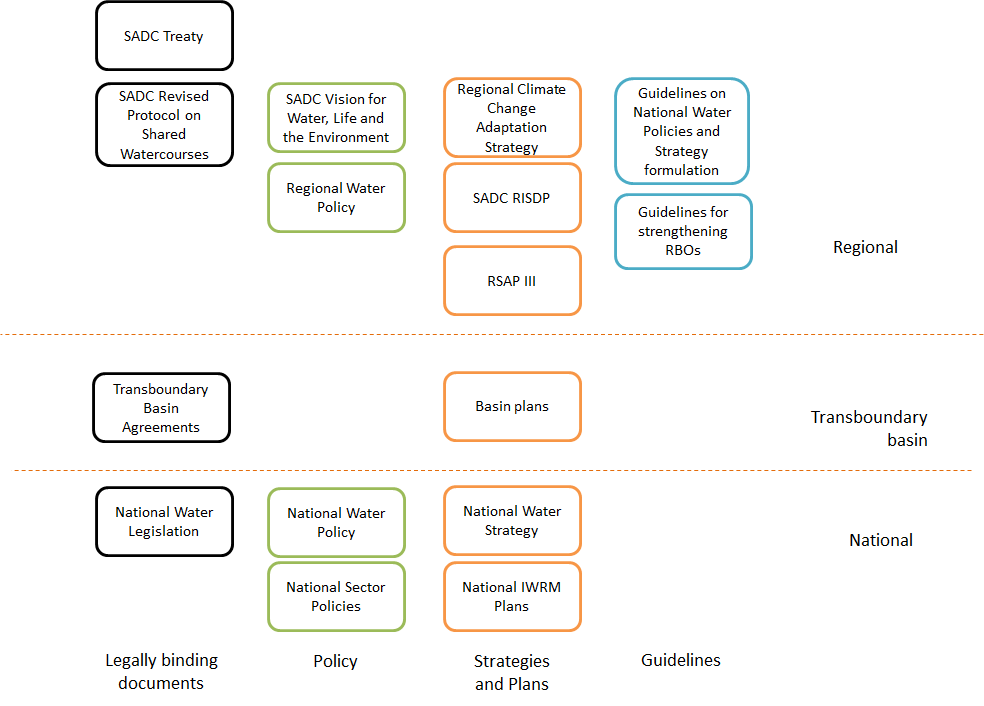 SADC Treaty
SADC Revised
Protocol on
Shared
Watercourses
SADC Vision for
Water, Life and
the Environment
Regional Water
Policy
Regional Climate
Change
Adaptation
Strategy
SADC RISDP
RSAP III
Guidelines on
National Water
Policies and
Strategy
formulation
Guidelines for
strengthening
RBOs
Regional
Transboundary
Basin
Agreements
Basin plans
Transboundary
basin
National Water
Legislation
National Water
Policy
National Sector
Policies
National Water
Strategy
National IWRM
Plans
National
Legally binding
documents
Policy
Strategies
and Plans
Guidelines